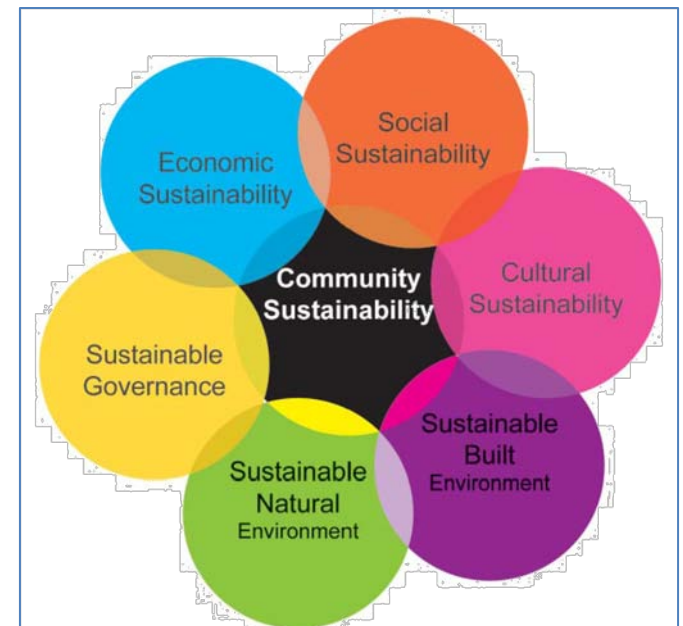 Social
Sustainability
Economic
Sustainability
Community
Sustainability
Cultural
Sustainability
Sustainable
Governance
Sustainable
Built
Environment
Sustainable
Natural
Environment